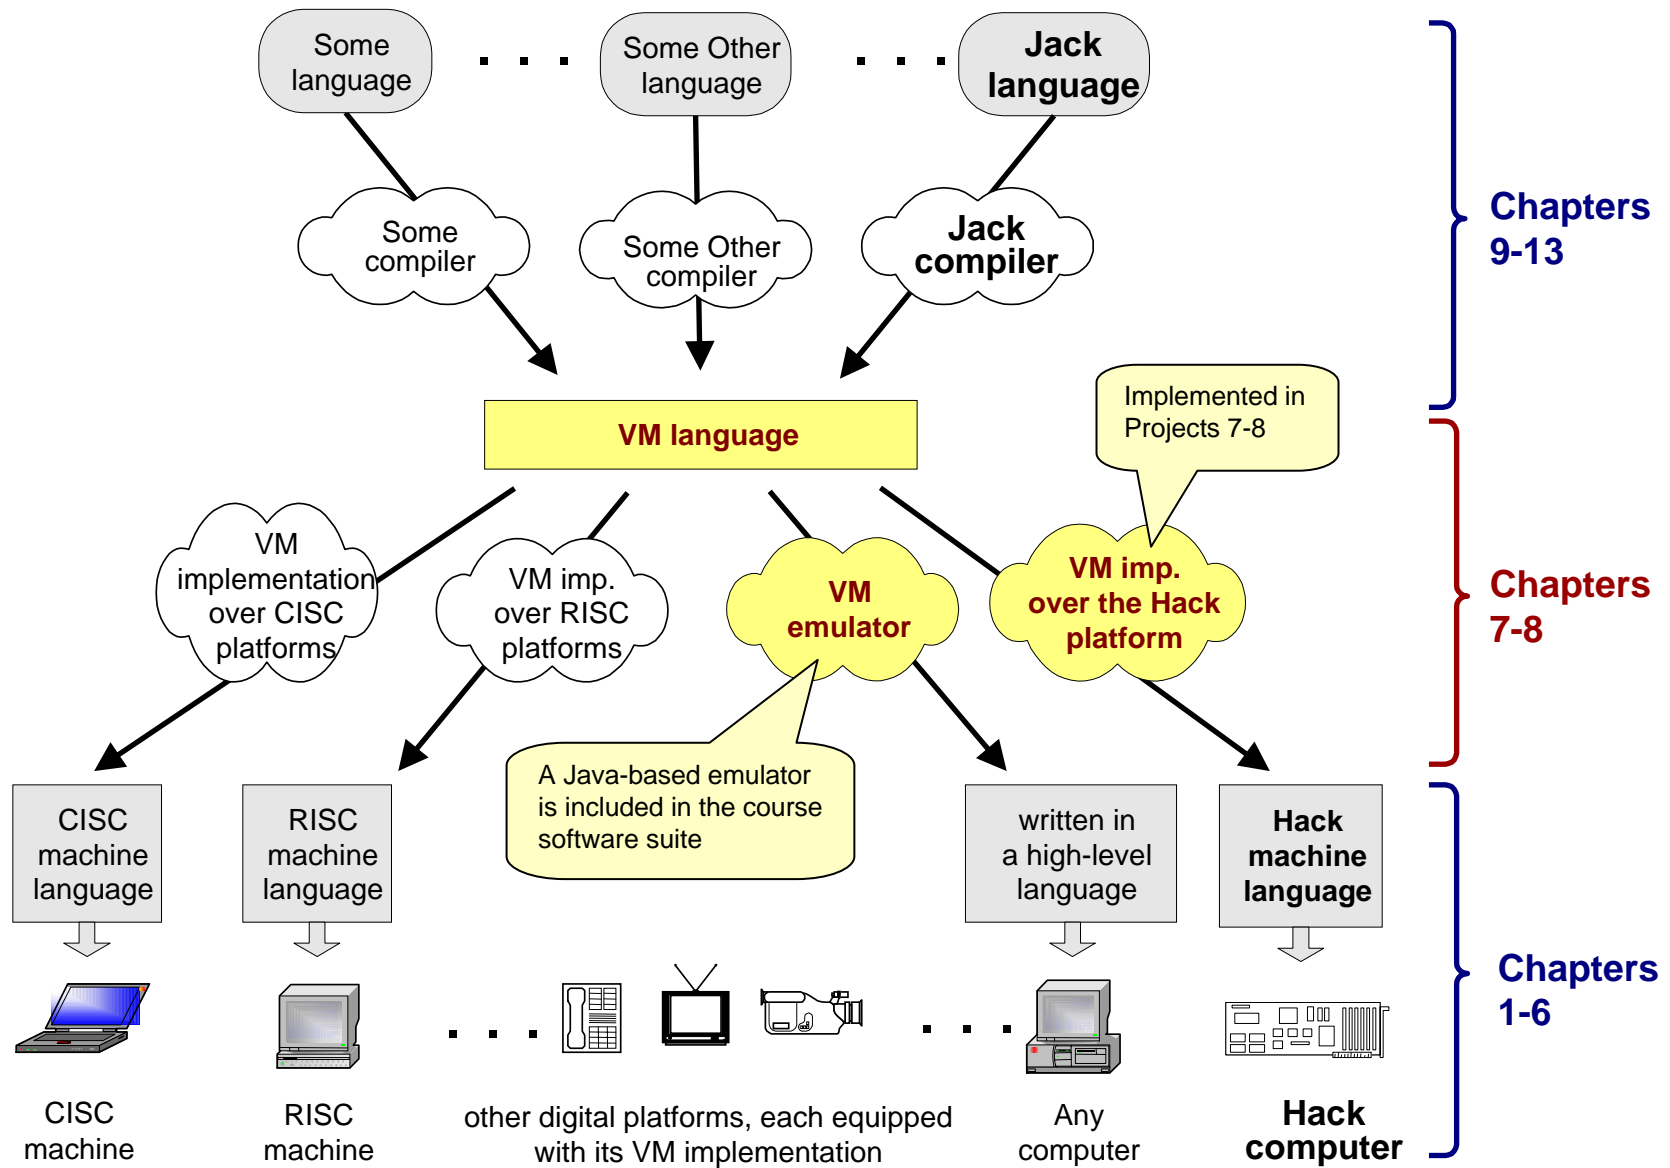 Some
language
Some Other
language
Jack
language
Some
compiler
Some Other
compiler
Jack
compiler
Chapters
9-13
VM language
Implemented in
Projects 7-8
VM
implementation
over CISC
platforms
VM imp.
over RISC
platforms
VM
emulator
VM imp.
over the Hack
platform
Chapters
7-8
A Java-based emulator
is included in the course
software suite
CISC
machine
language
RISC
machine
language
written in
a high-level
language
Hack
machine
language
Chapters
1-6
CISC
machine
RISC
machine
other digital platforms, each equipped
with its VM implementation
Any
computer
Hack
computer